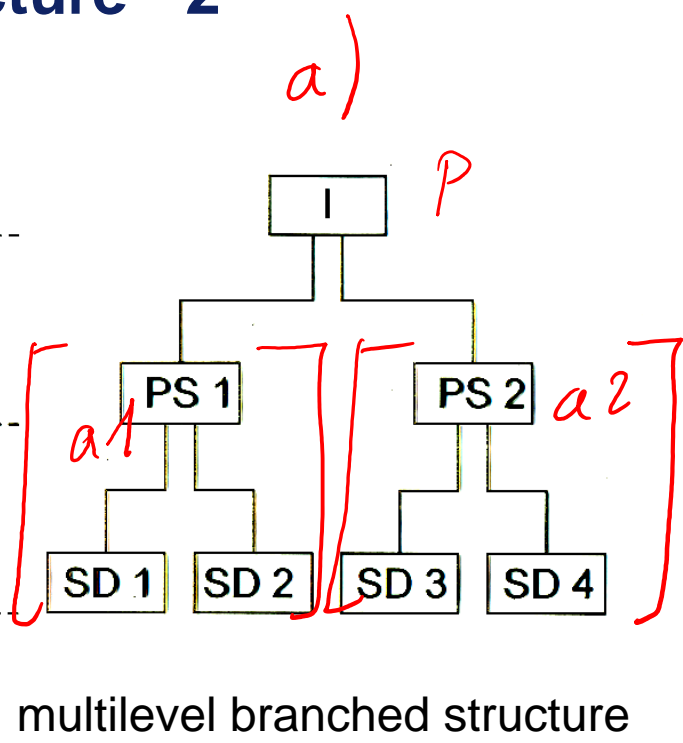 cture 2
a)
I P
PS 1 PS 2
a1 a2
SD 1 SD 2 SD 3 SD 4
multilevel branched structure